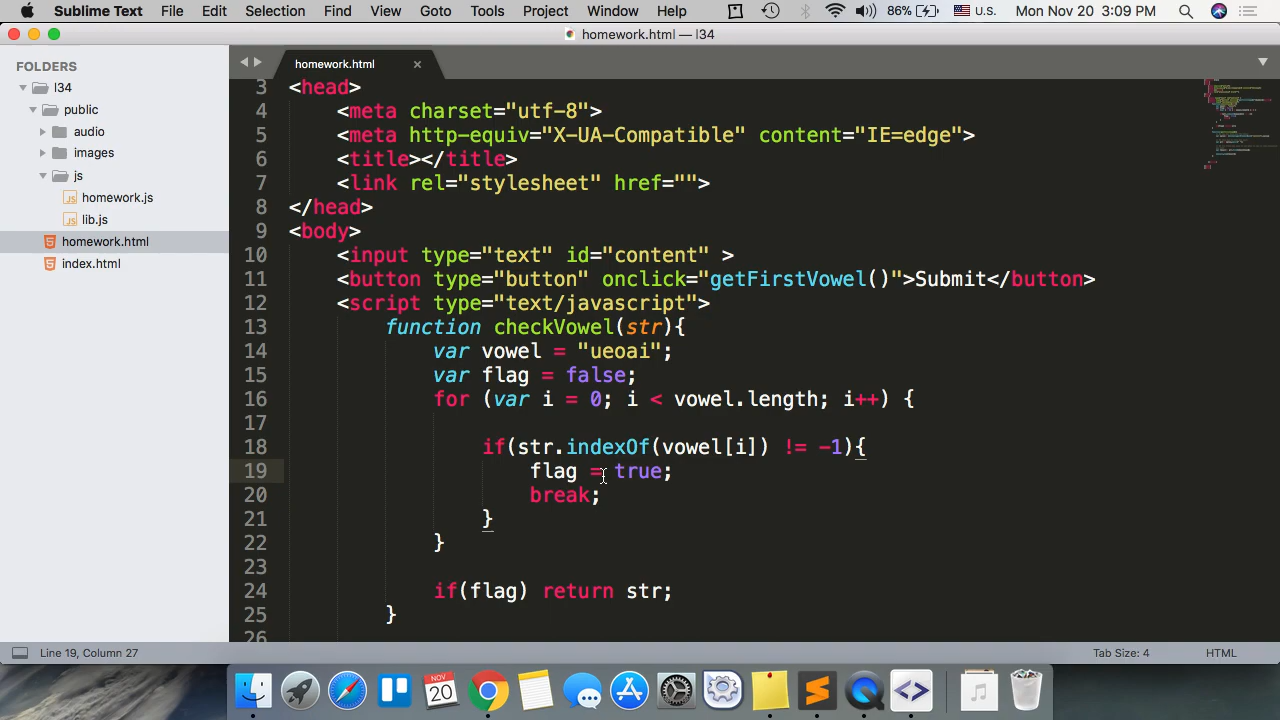 Sublime Text File Edit Selection Find View Goto Tools Project Window Help 86% U.S. Mon Nov 20 3:09 PM
homework.html — l34
FOLDERS
l34
public
audio
images
js
homework.js
lib.js
homework.html
index.html
homework.html ×
3 <head>
4 <meta charset="utf-8">
5 <meta http-equiv="X-UA-Compatible" content="IE=edge">
6 <title></title>
7 <link rel="stylesheet" href="">
8 </head>
9 <body>
10 <input type="text" id="content" >
11 <button type="button" onclick="getFirstVowel()">Submit</button>
12 <script type="text/javascript">
13 function checkVowel(str){
14 var vowel = "ueoai";
15 var flag = false;
16 for (var i = 0; i < vowel.length; i++) {
17
18 if(str.indexOf(vowel[i]) != -1){
19 flag = true;
20 break;
21 }
22 }
23
24 if(flag) return str;
25 }
26
Line 19, Column 27 Tab Size: 4 HTML
NOV
20